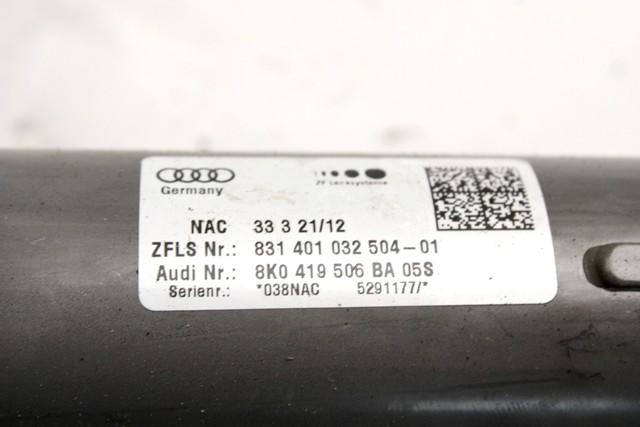 Germany
ZF Lenksysteme
NAC 33 3 21/12
ZFLS Nr.: 831 401 032 504-01
Audi Nr.: 8K0 419 506 BA 05S
Serienr.: *038NAC 5291177/*